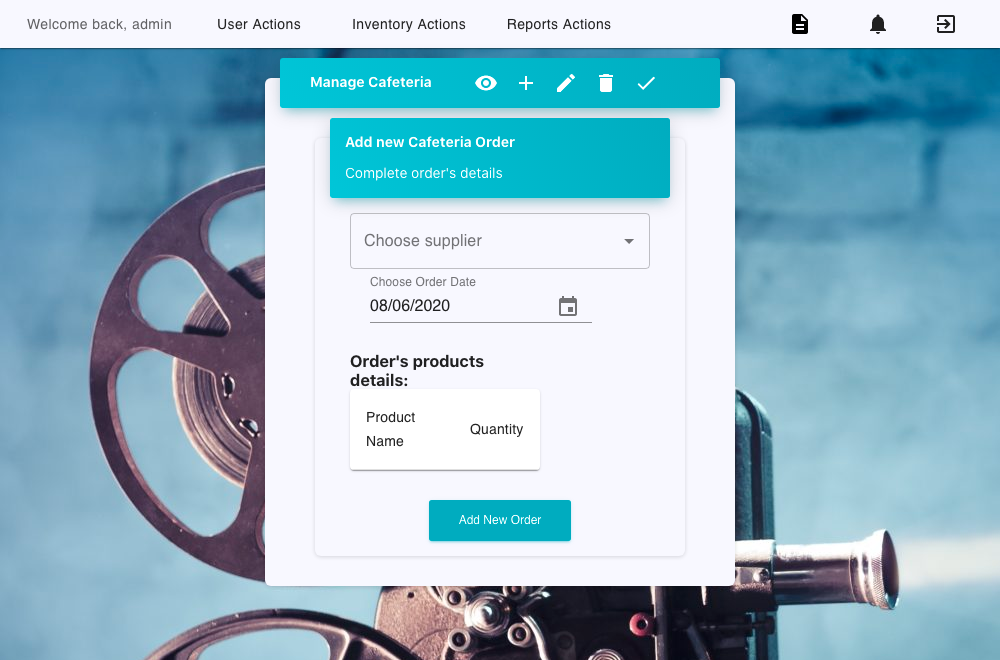 Welcome back, admin
User Actions
Inventory Actions
Reports Actions
Manage Cafeteria
Add new Cafeteria Order
Complete order's details
Choose supplier
Choose Order Date
08/06/2020
Order's products
details:
Product
Name
Quantity
Add New Order